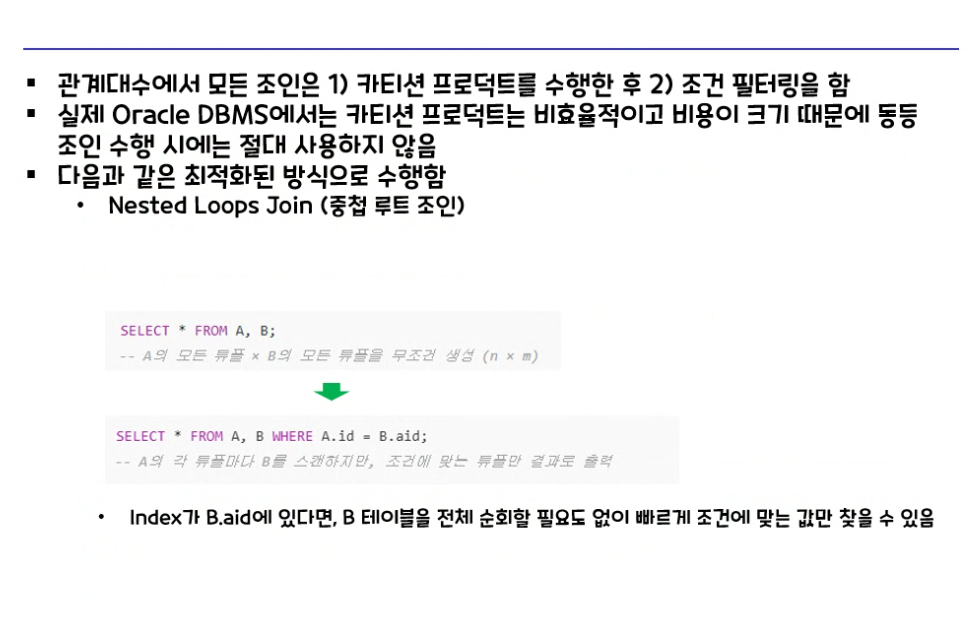 ▪ 관계대수에서 모든 조인은 1) 카티션 프로덕트를 수행한 후 2) 조건 필터링을 함
▪ 실제 Oracle DBMS에서는 카티션 프로덕트는 비효율적이고 비용이 크기 때문에 동등
조인 수행 시에는 절대 사용하지 않음
▪ 다음과 같은 최적화된 방식으로 수행함
• Nested Loops Join (중첩 루트 조인)
SELECT * FROM A, B;
-- A의 모든 튜플 × B의 모든 튜플을 무조건 생성 (n × m)
SELECT * FROM A, B WHERE A.id = B.aid;
-- A의 각 튜플마다 B를 스캔하지만, 조건에 맞는 튜플만 결과로 출력
• Index가 B.aid에 있다면, B 테이블을 전체 순회할 필요도 없이 빠르게 조건에 맞는 값만 찾을 수 있음